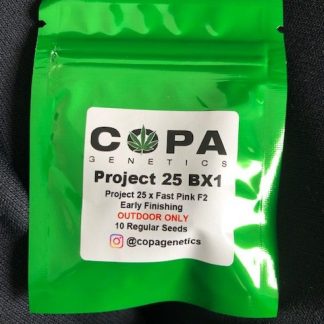 COPA
GENETICS
Project 25 BX1
Project 25 x Fast Pink F2
Early Finishing
OUTDOOR ONLY
10 Regular Seeds
@copagenetics